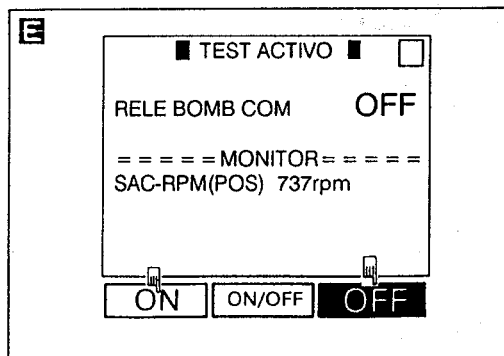 E
■ TEST ACTIVO ■
RELE BOMB COM OFF
= = = = = MONITOR = = = = =
SAC-RPM(POS) 737rpm
ON ON/OFF OFF